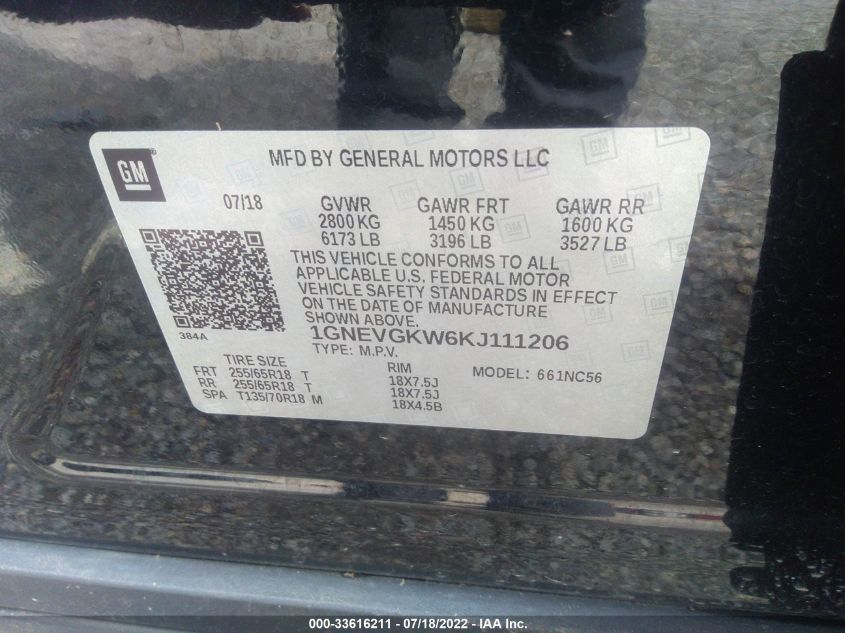 GM
MFD BY GENERAL MOTORS LLC
07/18 GVWR GAWR FRT GAWR RR
2800 KG 1450 KG 1600 KG
6173 LB 3196 LB 3527 LB
THIS VEHICLE CONFORMS TO ALL
APPLICABLE U.S. FEDERAL MOTOR
VEHICLE SAFETY STANDARDS IN EFFECT
ON THE DATE OF MANUFACTURE
SHOWN ABOVE.
384A
1GNEVGKW6KJ111206
TYPE: M.P.V. MODEL: 661NC56
TIRE SIZE RIM
FRT 255/65R18 T 18X7.5J
RR 255/65R18 T 18X7.5J
SPA T135/70R18 M 18X4.5B
000-33616211 - 07/18/2022 - IAA Inc.